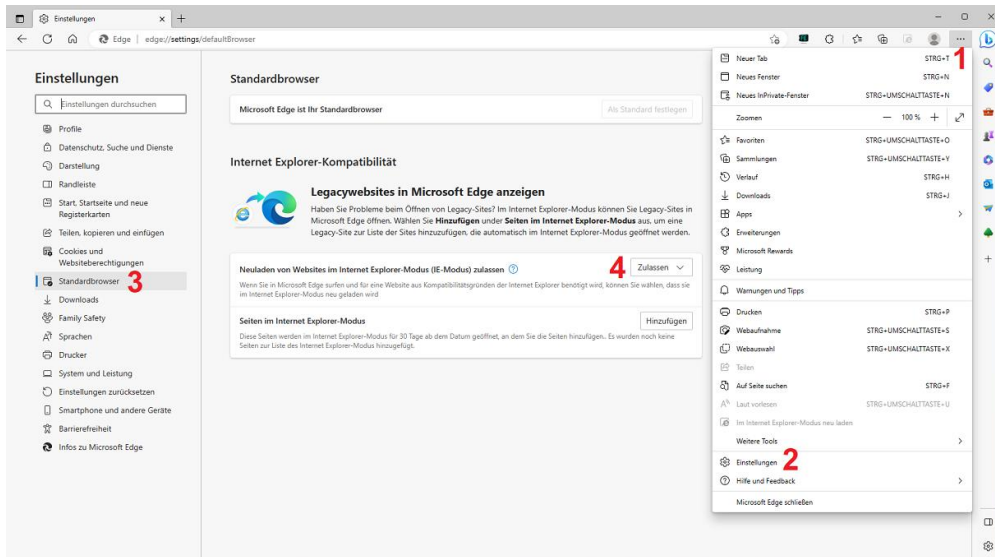 Einstellungen
Edge | edge://settings/defaultBrowser
1
Einstellungen
Einstellungen durchsuchen
Profile
Datenschutz, Suche und Dienste
Darstellung
Randleiste
Start, Startseite und neue
Registerkarten
Teilen, kopieren und einfügen
Cookies und
Websiteberechtigungen
Standardbrowser 3
Downloads
Family Safety
Sprachen
Drucker
System und Leistung
Einstellungen zurücksetzen
Smartphone und andere Geräte
Barrierefreiheit
Infos zu Microsoft Edge
Standardbrowser
Microsoft Edge ist Ihr Standardbrowser Als Standard festlegen
Internet Explorer-Kompatibilität
Legacywebsites in Microsoft Edge anzeigen
Haben Sie Probleme beim Öffnen von Legacy-Sites? Im Internet Explorer-Modus können Sie Legacy-Sites in
Microsoft Edge öffnen. Wählen Sie Hinzufügen unter Seiten im Internet Explorer-Modus aus, um eine
Legacy-Site zur Liste der Sites hinzuzufügen, die automatisch im Internet Explorer-Modus geöffnet werden.
Neuladen von Websites im Internet Explorer-Modus (IE-Modus) zulassen 4 Zulassen
Wenn Sie in Microsoft Edge surfen und für eine Website aus Kompatibilitätsgründen der Internet Explorer benötigt wird, können Sie wählen, dass sie
im Internet Explorer-Modus neu geladen wird
Seiten im Internet Explorer-Modus Hinzufügen
Diese Seiten werden im Internet Explorer-Modus für 30 Tage ab dem Datum geöffnet, an dem Sie die Seiten hinzufügen.. Es wurden noch keine
Seiten zur Liste des Internet Explorer-Modus hinzugefügt.
Neuer Tab STRG+T
Neues Fenster STRG+N
Neues InPrivate-Fenster STRG+UMSCHALTTASTE+N
Zoomen — 100 % +
Favoriten STRG+UMSCHALTTASTE+O
Sammlungen STRG+UMSCHALTTASTE+Y
Verlauf STRG+H
Downloads STRG+J
Apps
Erweiterungen
Microsoft Rewards
Leistung
Warnungen und Tipps
Drucken STRG+P
Webaufnahme STRG+UMSCHALTTASTE+S
Webauswahl STRG+UMSCHALTTASTE+X
Teilen
Auf Seite suchen STRG+F
Laut vorlesen STRG+UMSCHALTTASTE+U
Im Internet Explorer-Modus neu laden
Weitere Tools
Einstellungen 2
Hilfe und Feedback
Microsoft Edge schließen